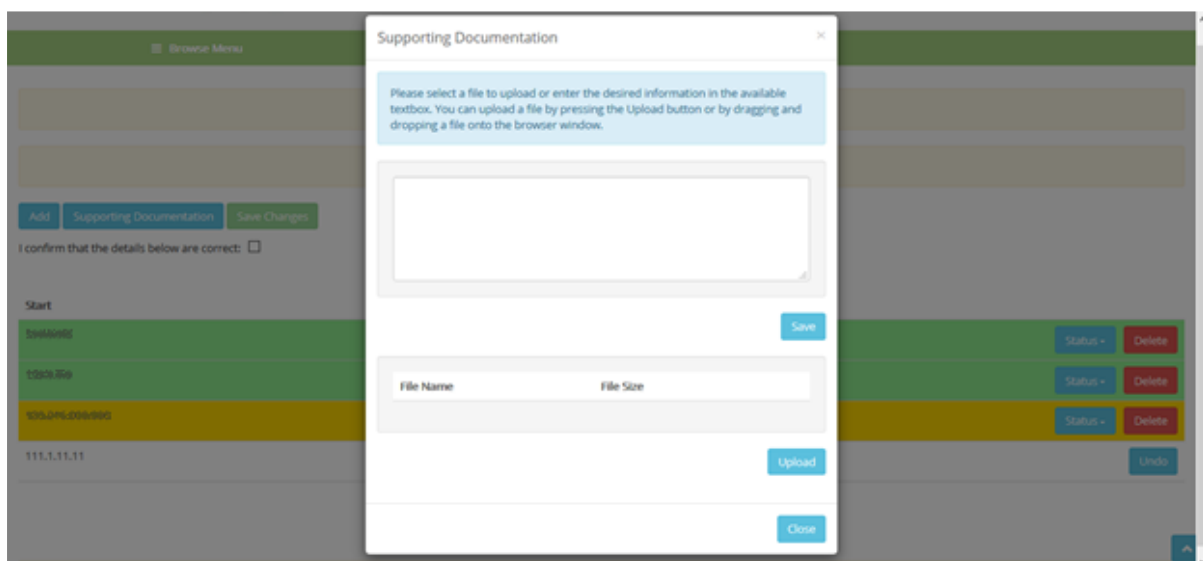 Browse Menu
Supporting Documentation
×
Please select a file to upload or enter the desired information in the available
textbox. You can upload a file by pressing the Upload button or by dragging and
dropping a file onto the browser window.
Add
Supporting Documentation
Save Changes
I confirm that the details below are correct:
Save
Start
Status
Delete
File Name
File Size
Status
Delete
Status
Delete
111.1.11.11
Undo
Upload
Close